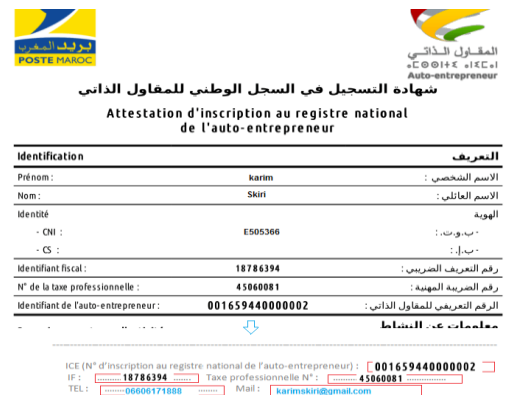 بريد المغرب
POSTE MAROC
المقاول الذاتي
Auto-entrepreneur
شهادة التسجيل في السجل الوطني للمقاول الذاتي
Attestation d'inscription au registre national
de l'auto-entrepreneur
Identification التعريف
Prénom : karim الاسم الشخصي :
Nom : Skiri الاسم العائلي :
Identité الهوية
- CNI : E505366 - ب.و.ت. :
- CS : - ب.إ. :
Identifiant fiscal : 18786394 رقم التعريف الضريبي :
N° de la taxe professionnelle : 45060081 رقم الضريبة المهنية :
Identifiant de l'auto-entrepreneur : 001659440000002 الرقم التعريفي للمقاول الذاتي :
معلومات عن النشاط
ICE (N° d'inscription au registre national de l'auto-entrepreneur) : 001659440000002
IF : 18786394 Taxe professionnelle N° : 45060081
TEL : 06606171888 Mail : karimskiri@gmail.com